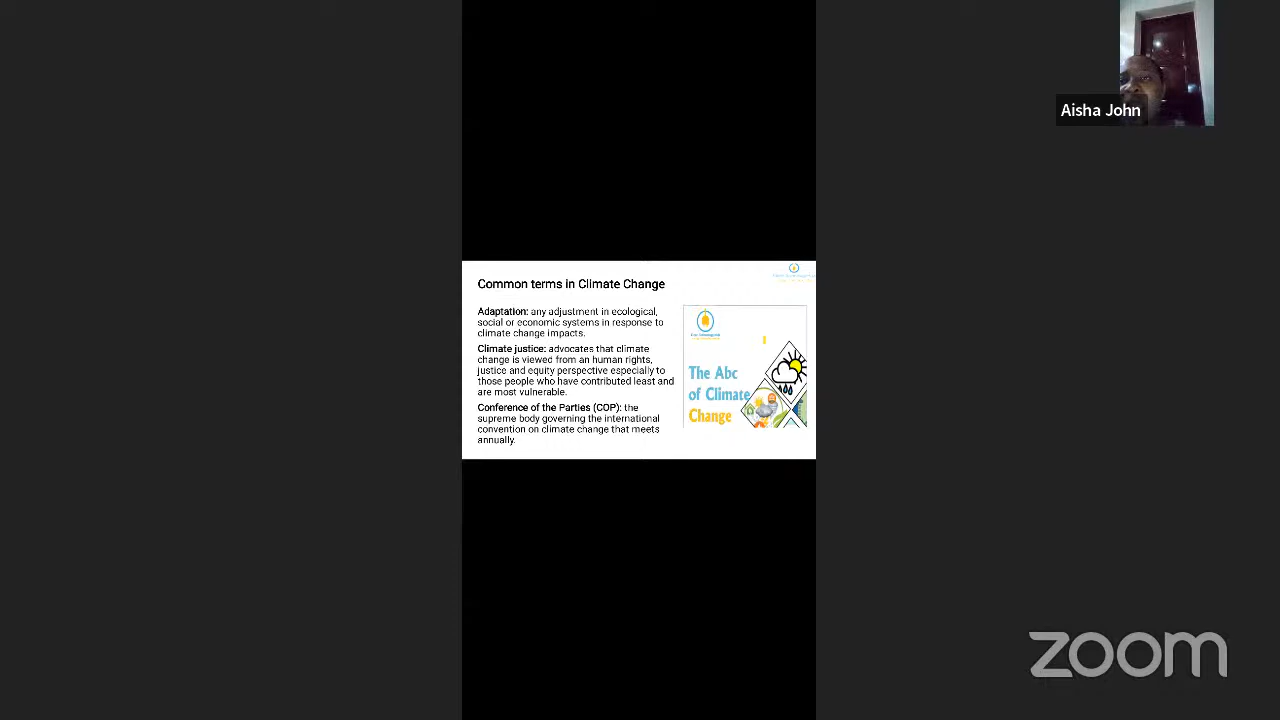 Aisha John
Common terms in Climate Change
Adaptation: any adjustment in ecological,
social or economic systems in response to
climate change impacts.
Climate justice: advocates that climate
change is viewed from an human rights,
justice and equity perspective especially to
those people who have contributed least and
are most vulnerable.
Conference of the Parties (COP): the
supreme body governing the international
convention on climate change that meets
annually.
The Abc
of Climate
Change
zoom